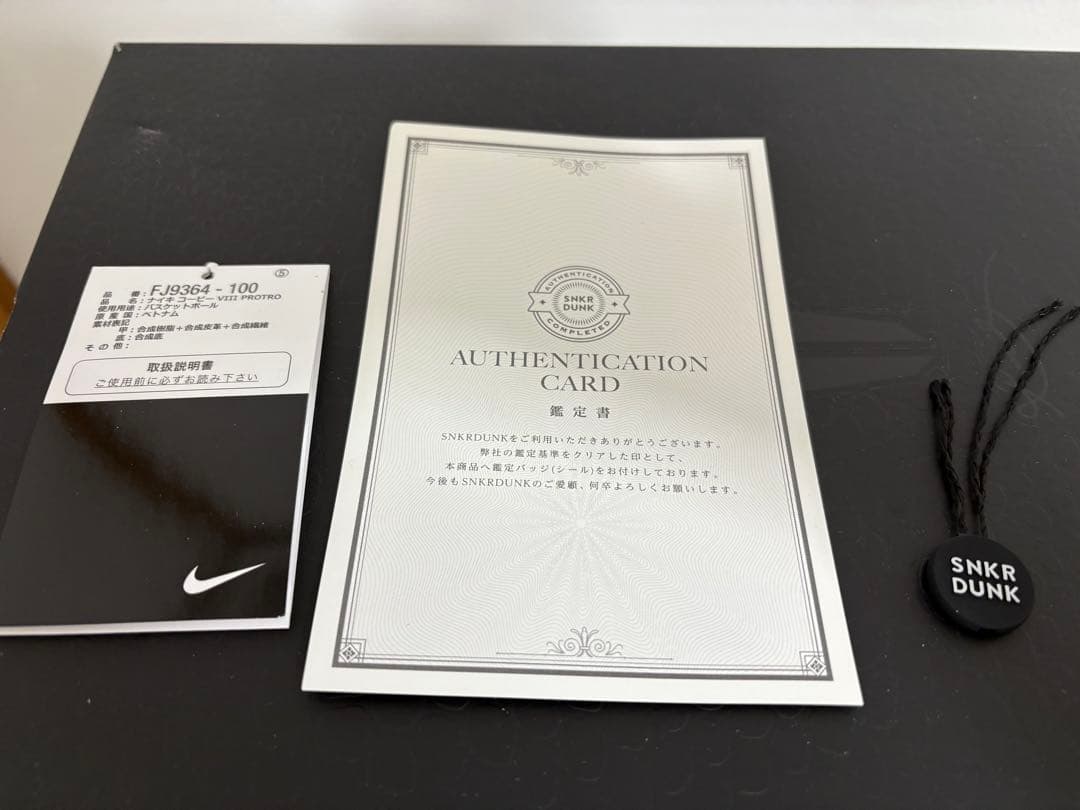 ⑤
品 番：FJ9364 - 100
品 名：ナイキ コービー VIII PROTRO
使用用途：バスケットボール
原 産 国：ベトナム
素材表記
甲：合成樹脂＋合成皮革＋合成繊維
底：合成底
その他：
取扱説明書
ご使用前に必ずお読み下さい
AUTHENTICATION
SNKR
DUNK
COMPLETED
AUTHENTICATION
CARD
鑑定書
SNKRDUNKをご利用いただきありがとうございます。
弊社の鑑定基準をクリアした印として、
本商品へ鑑定バッジ(シール)をお付けしております。
今後もSNKRDUNKのご愛顧、何卒よろしくお願いします。
SNKR
DUNK